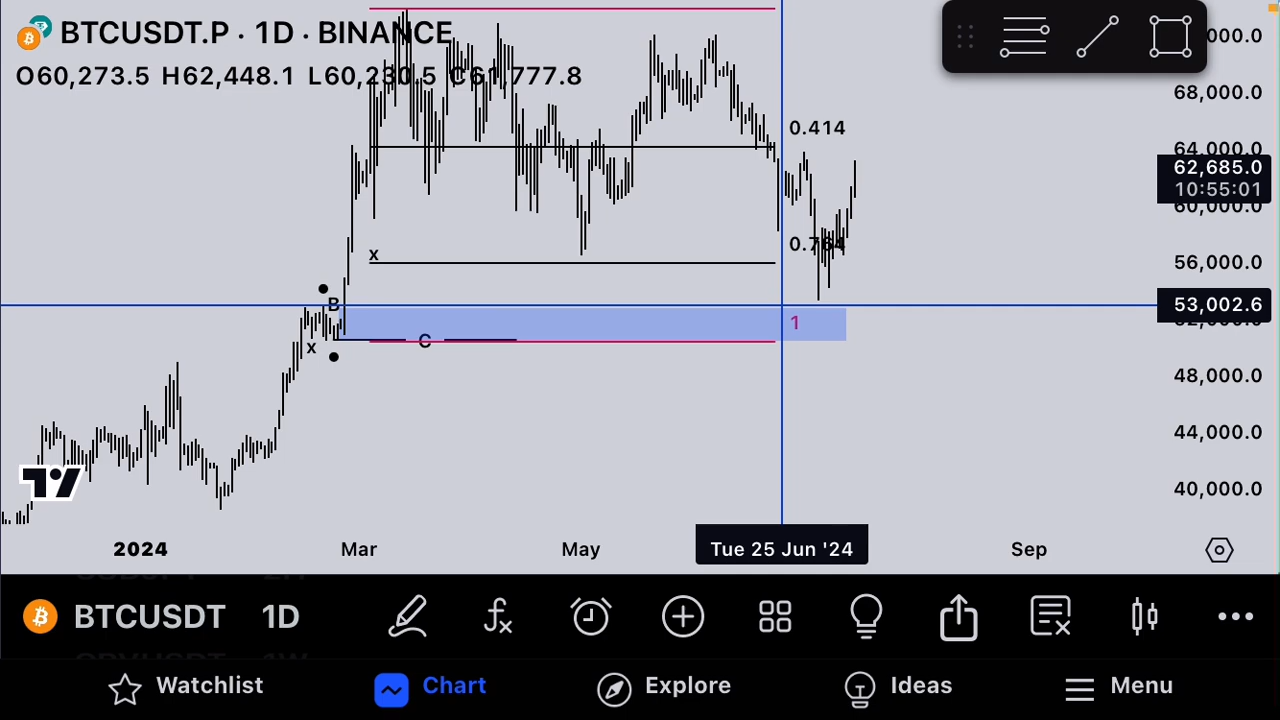 BTCUSDT.P · 1D · BINANCE
O60,273.5 H62,448.1 L60,230.5 C61,777.8
68,000.0
0.414
64,000.0
62,685.0
10:55:01
60,000.0
0.764
x
56,000.0
B
53,002.6
1
x
C
48,000.0
44,000.0
40,000.0
2024
Mar
May
Tue 25 Jun '24
Sep
BTCUSDT 1D
Watchlist
Chart
Explore
Ideas
Menu